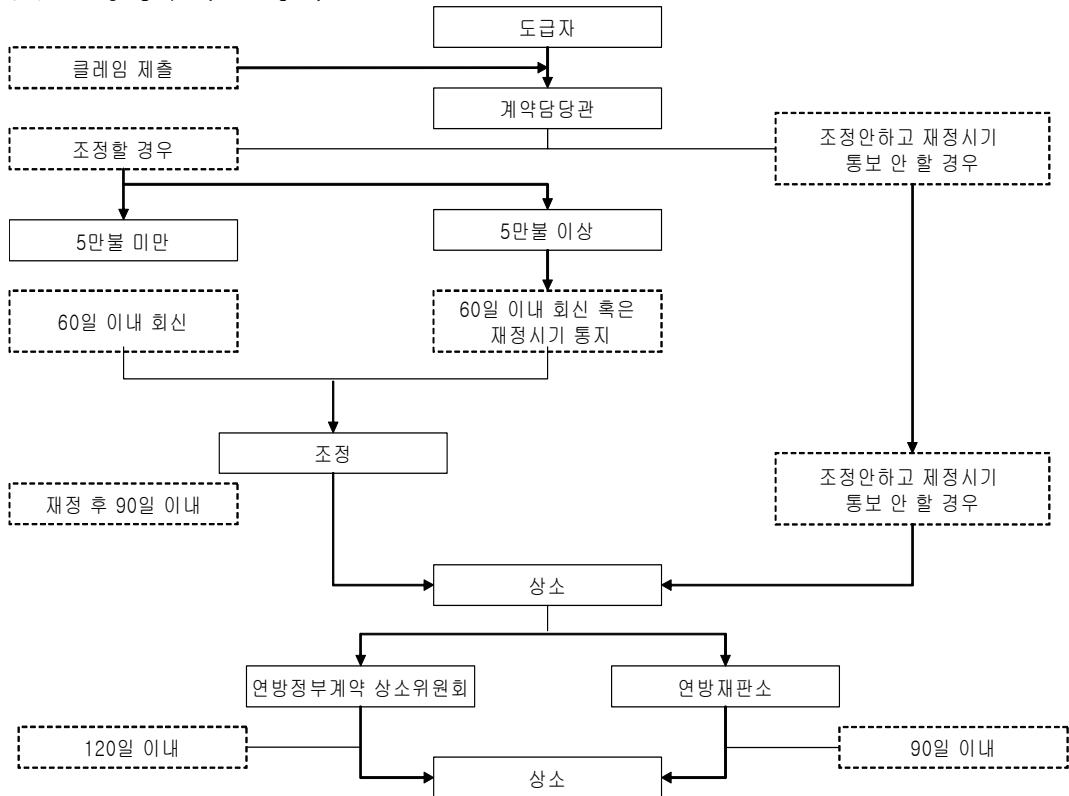 도급자
클레임 제출
계약담당관
조정할 경우
조정안하고 재정시기
통보 안 할 경우
5만불 미만
5만불 이상
60일 이내 회신
60일 이내 회신 혹은
재정시기 통지
조정
조정안하고 제정시기
통보 안 할 경우
재정 후 90일 이내
상소
연방정부계약 상소위원회
연방재판소
120일 이내
90일 이내
상소